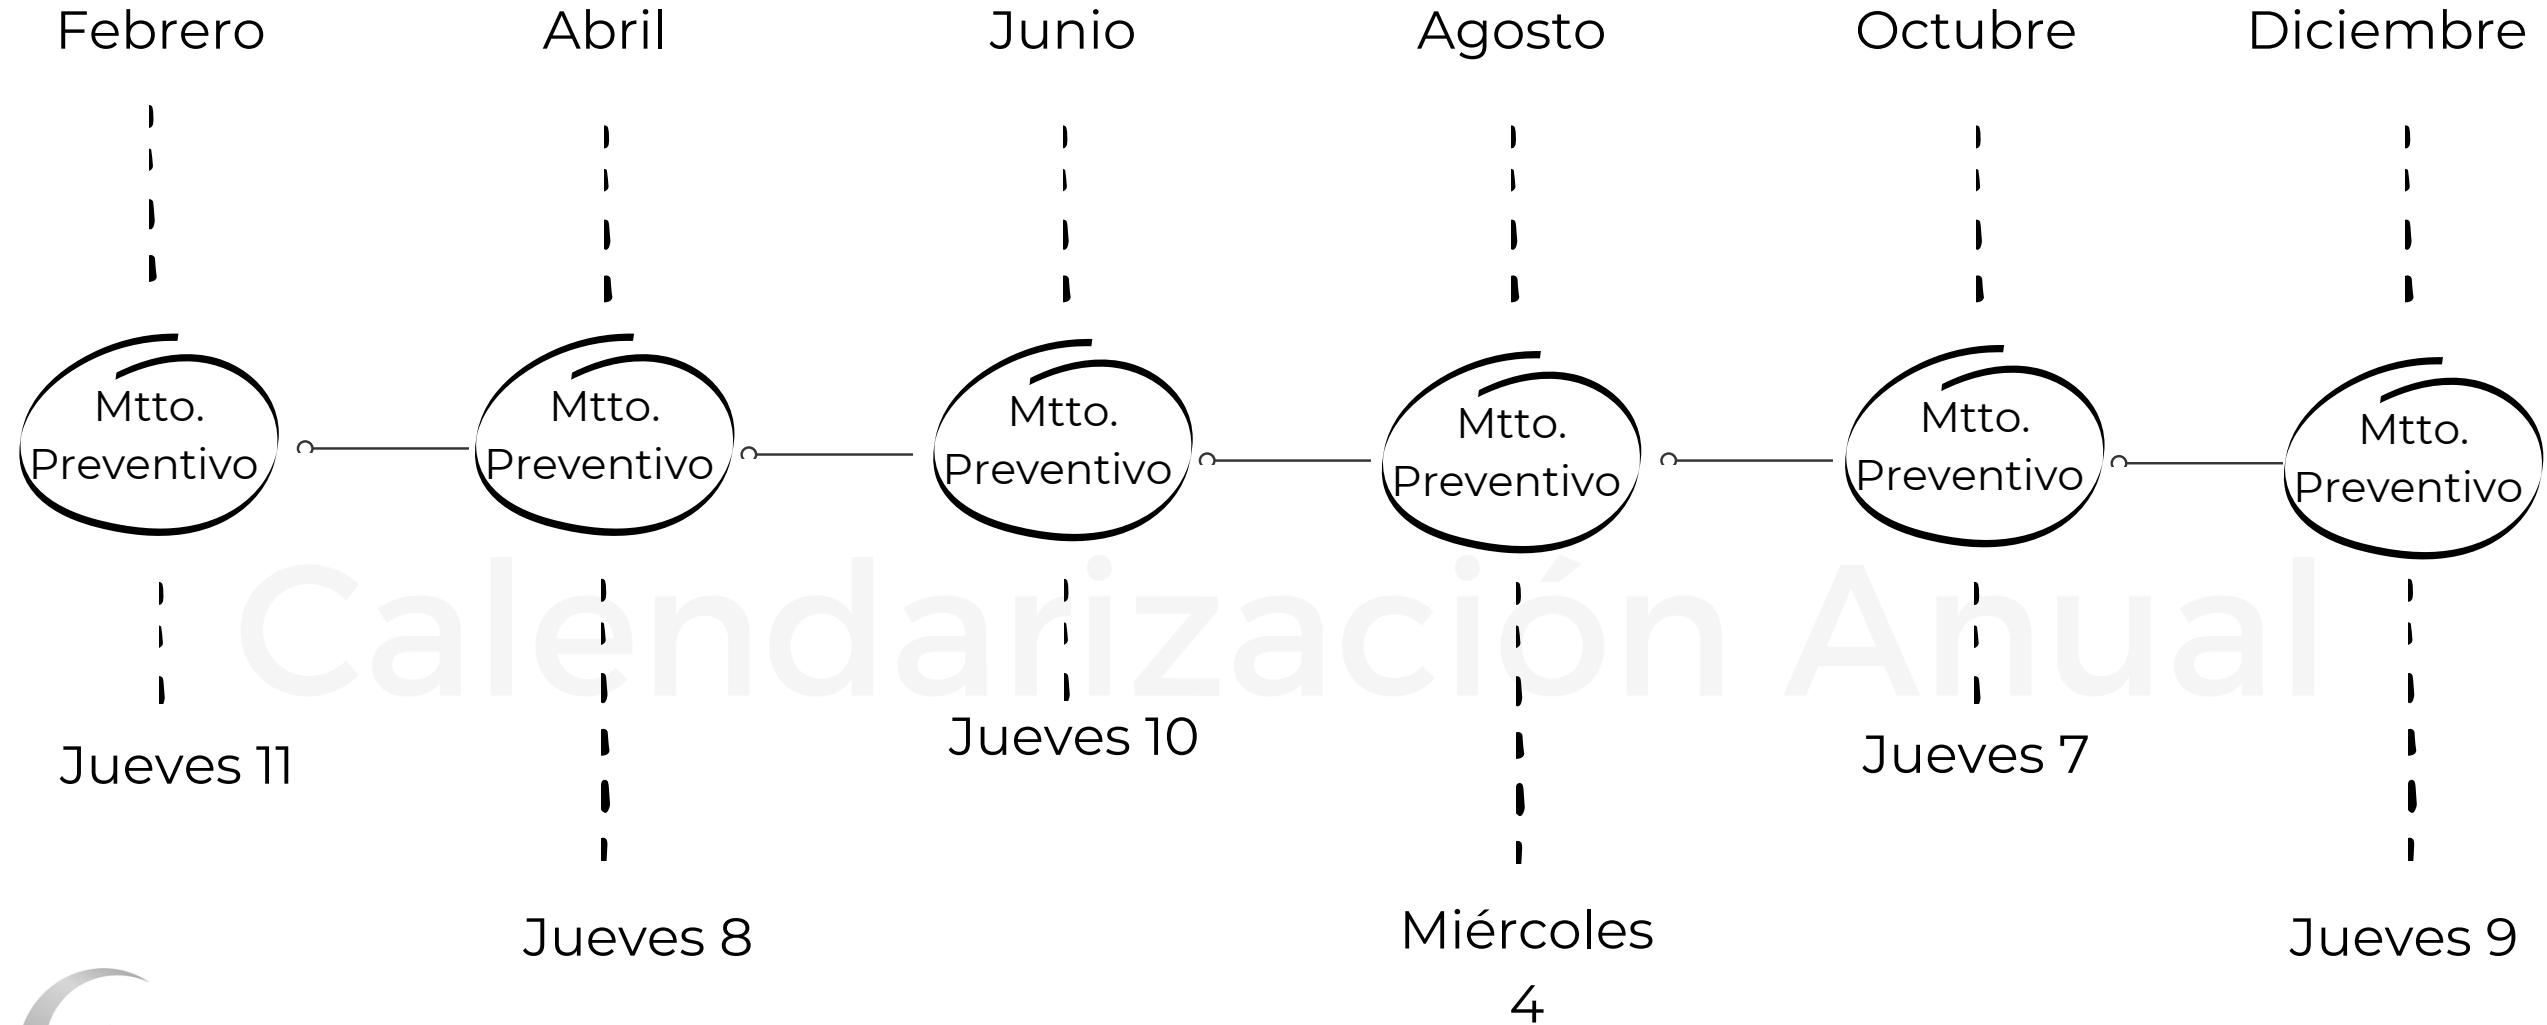 Febrero
Abril
Junio
Agosto
Octubre
Diciembre
Mtto.
Preventivo
Mtto.
Preventivo
Mtto.
Preventivo
Mtto.
Preventivo
Mtto.
Preventivo
Mtto.
Preventivo
Calendarización Anual
Jueves 11
Jueves 8
Jueves 10
Miércoles
4
Jueves 7
Jueves 9